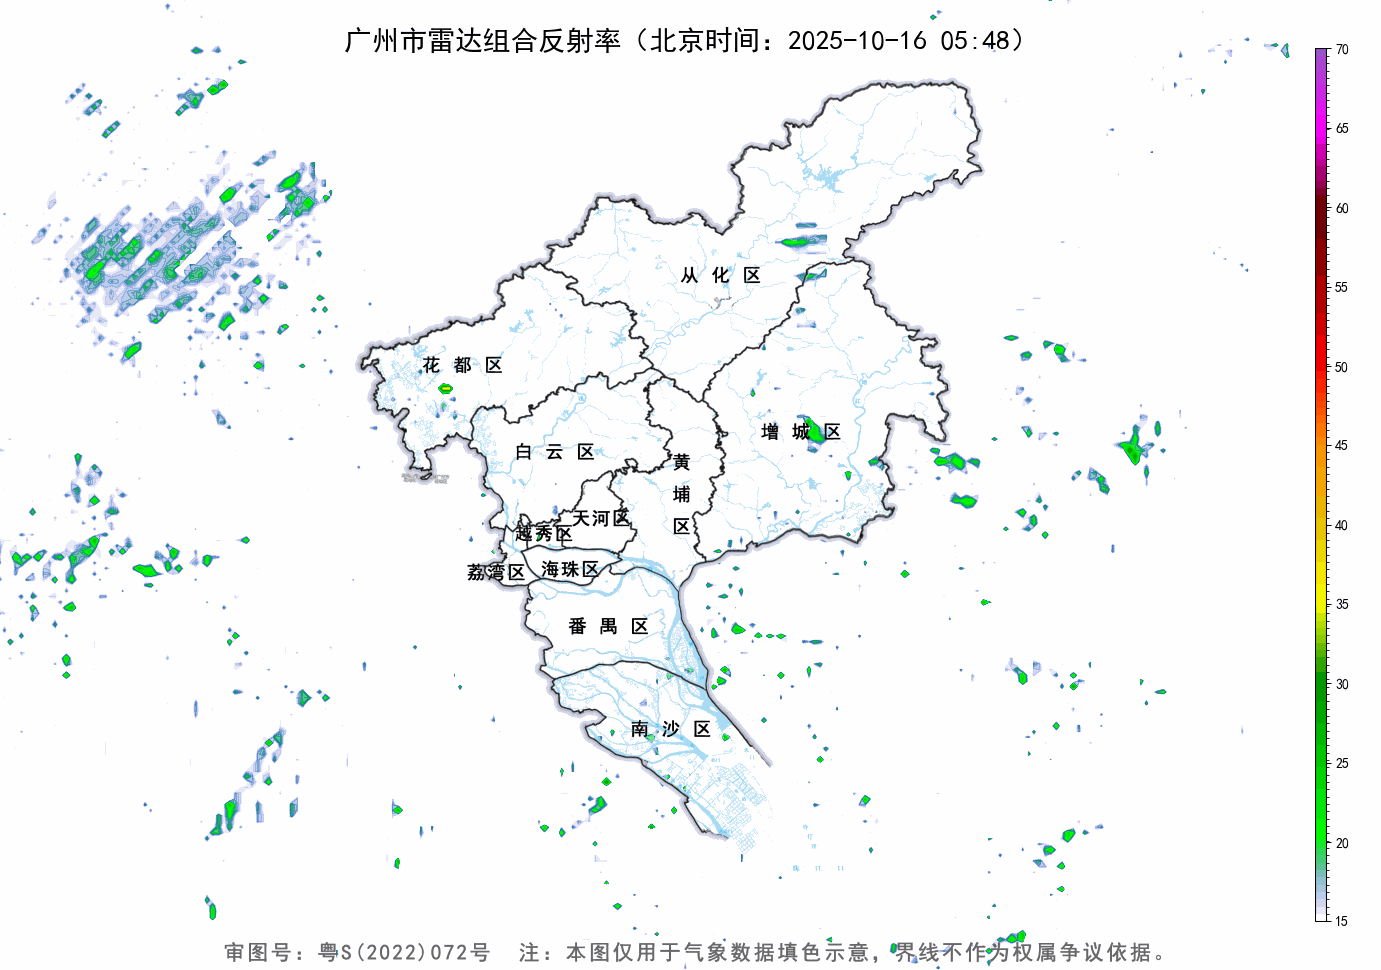 广州市雷达组合反射率（北京时间：2025-10-16 05:48）
70
65
60
55
50
45
40
35
30
25
20
15
从化区
花都区
增城区
白云区
黄埔区
天河区
越秀区
荔湾区
海珠区
番禺区
南沙区
审图号：粤S(2022)072号 注：本图仅用于气象数据填色示意，界线不作为权属争议依据。